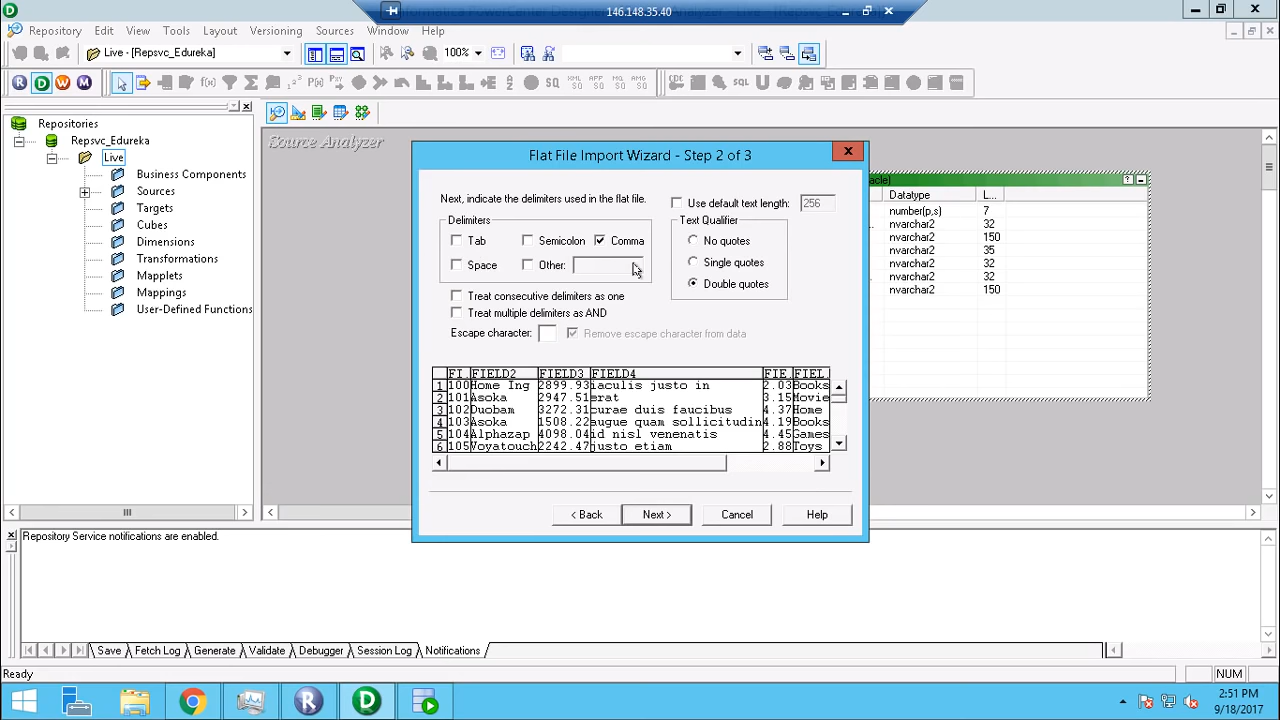 146.148.35.40
Repository Edit View Tools Layout Versioning Sources Window Help
Live - [Repsvc_Edureka] 100%
Repositories
Repsvc_Edureka
Live
Business Components
Sources
Targets
Cubes
Dimensions
Transformations
Mapplets
Mappings
User-Defined Functions
Source Analyzer
Datatype L...
number(p,s) 7
nvarchar2 32
nvarchar2 150
nvarchar2 35
nvarchar2 32
nvarchar2 32
nvarchar2 150
Flat File Import Wizard - Step 2 of 3
Next, indicate the delimiters used in the flat file.
Use default text length: 256
Delimiters
Tab Semicolon Comma
Space Other:
Text Qualifier
No quotes
Single quotes
Double quotes
Treat consecutive delimiters as one
Treat multiple delimiters as AND
Escape character: Remove escape character from data
FI FIELD2 FIELD3 FIELD4 FIE FIEL
1 100 Home Ing 2899.93 iaculis justo in 2.03 Books
2 101 Asoka 2947.51 erat 3.15 Movie
3 102 Duobam 3272.31 curae duis faucibus 4.37 Home
4 103 Asoka 1508.22 augue quam sollicitudin 4.19 Books
5 104 Alphazap 4098.04 id nisl venenatis 4.45 Games
6 105 Voyatouch 2242.47 justo etiam 2.88 Toys
< Back Next > Cancel Help
Repository Service notifications are enabled.
Save Fetch Log Generate Validate Debugger Session Log Notifications
Ready NUM
2:51 PM
9/18/2017